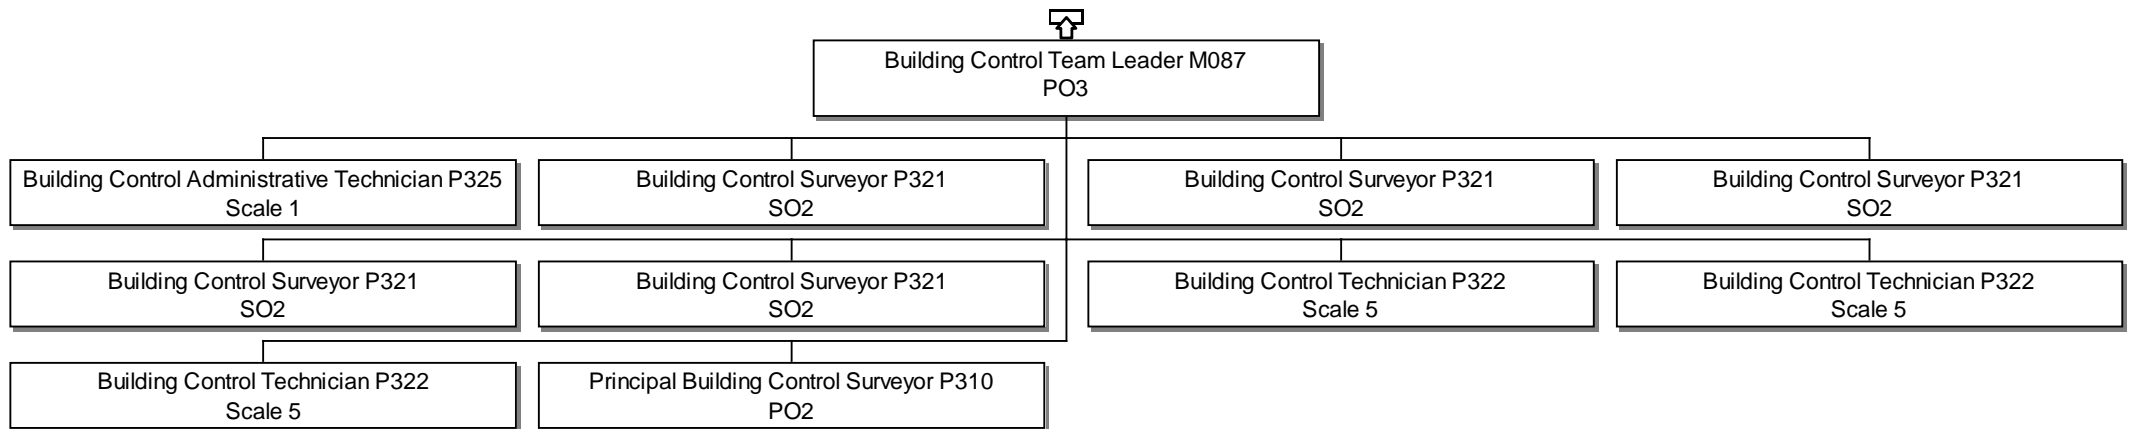 Building Control Team Leader M087
PO3
Building Control Administrative Technician P325
Scale 1
Building Control Surveyor P321
SO2
Building Control Surveyor P321
SO2
Building Control Surveyor P321
SO2
Building Control Surveyor P321
SO2
Building Control Surveyor P321
SO2
Building Control Technician P322
Scale 5
Building Control Technician P322
Scale 5
Building Control Technician P322
Scale 5
Principal Building Control Surveyor P310
PO2